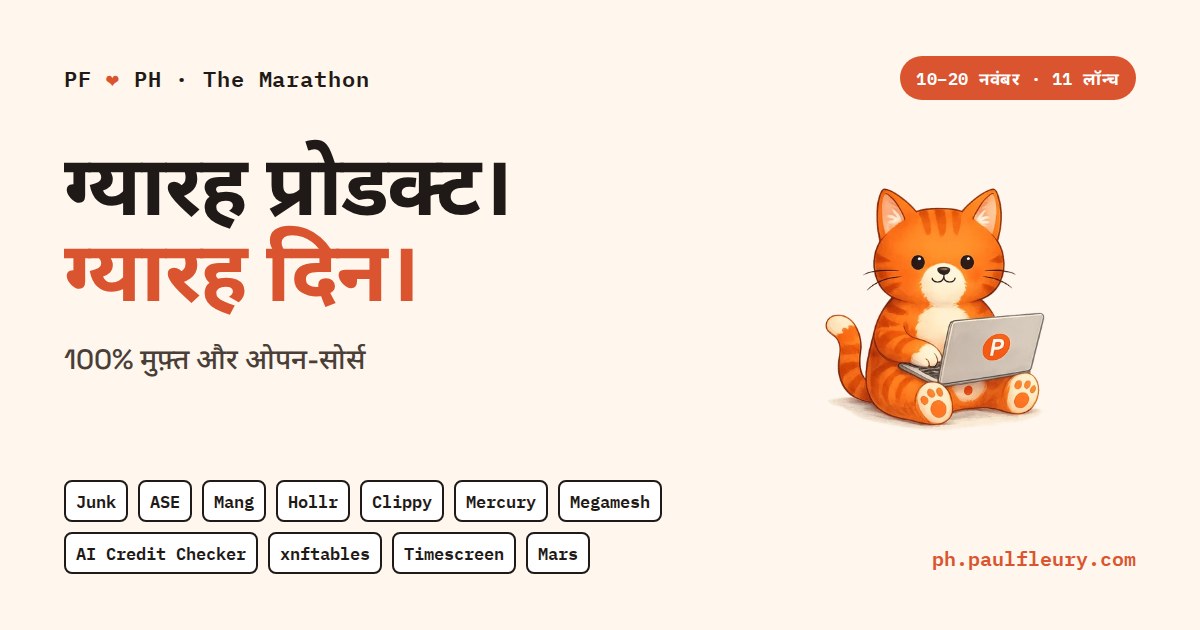 PF ❤ PH · The Marathon
10–20 नवंबर · 11 लॉन्च
ग्यारह प्रोडक्ट।
ग्यारह दिन।
100% मुफ़्त और ओपन-सोर्स
P
Junk ASE Mang Hollr Clippy Mercury Megamesh
AI Credit Checker xnftables Timescreen Mars
ph.paulfleury.com